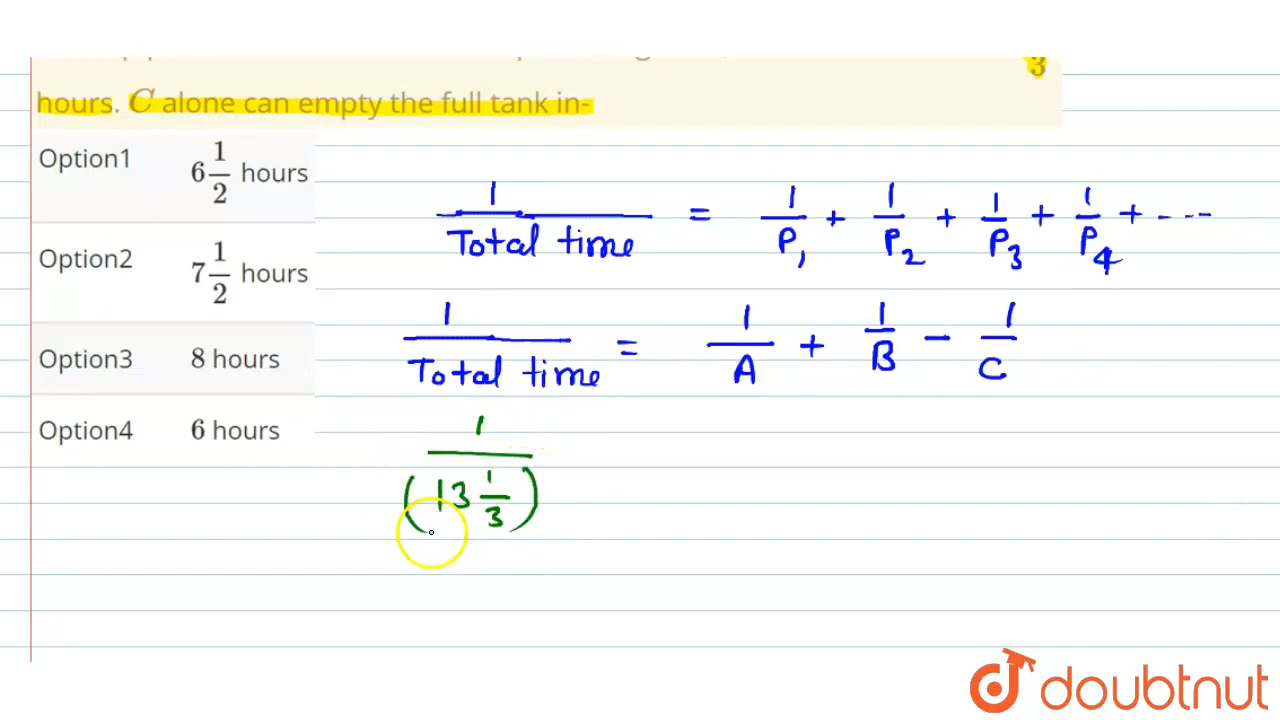 3
hours. C alone can empty the full tank in-
Option1 6 1/2 hours
Option2 7 1/2 hours
Option3 8 hours
Option4 6 hours
1/Total time = 1/P1 + 1/P2 + 1/P3 + 1/P4 + ---
1/Total time = 1/A + 1/B - 1/C
1/(13 1/3)
doubtnut